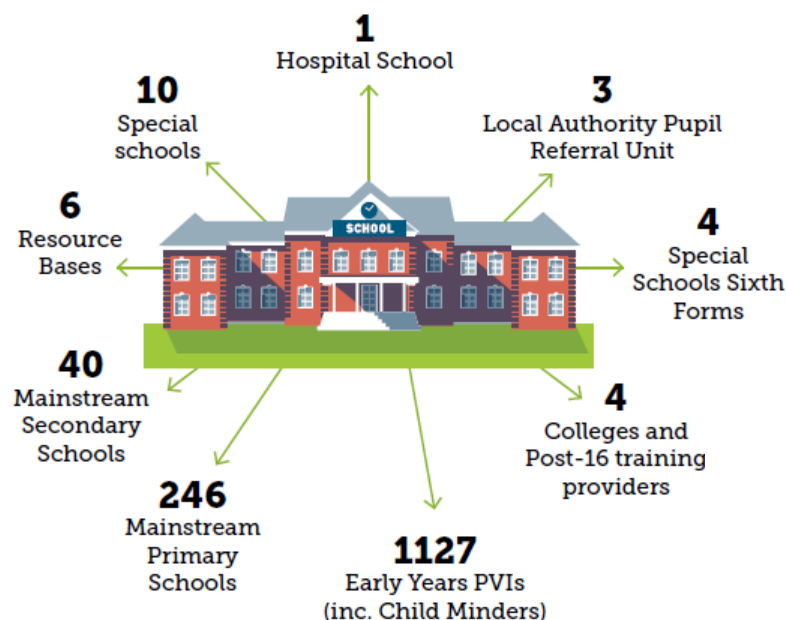 1
Hospital School
10
Special
schools
3
Local Authority Pupil
Referral Unit
6
Resource
Bases
SCHOOL
4
Special
Schools Sixth
Forms
40
Mainstream
Secondary
Schools
4
Colleges and
Post-16 training
providers
246
Mainstream
Primary
Schools
1127
Early Years PVIs
(inc. Child Minders)